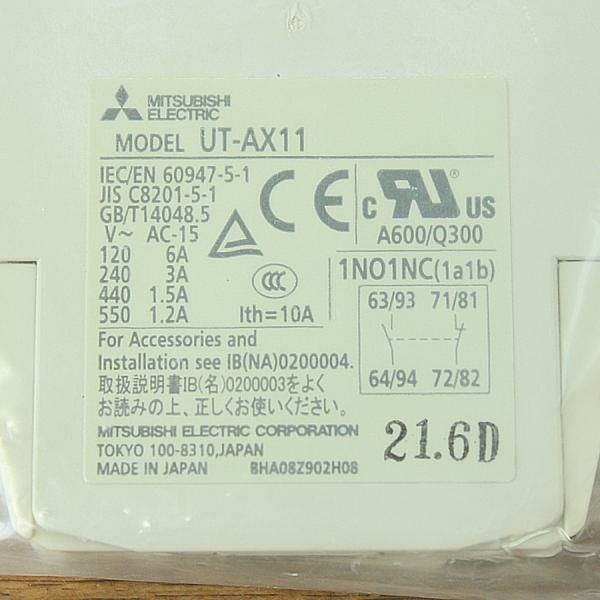 MITSUBISHI
ELECTRIC
MODEL UT-AX11
IEC/EN 60947-5-1
JIS C8201-5-1
GB/T14048.5
V~ AC-15
120 6A
240 3A
440 1.5A
550 1.2A
CE
CCC
Ith=10A
c RU US
A600/Q300
1NO1NC(1a1b)
63/93 71/81
64/94 72/82
For Accessories and
Installation see IB(NA)0200004.
取扱説明書IB(名)0200003をよく
お読みの上、正しくお使いください。
MITSUBISHI ELECTRIC CORPORATION
TOKYO 100-8310,JAPAN
MADE IN JAPAN BHA08Z902H08
21.6D